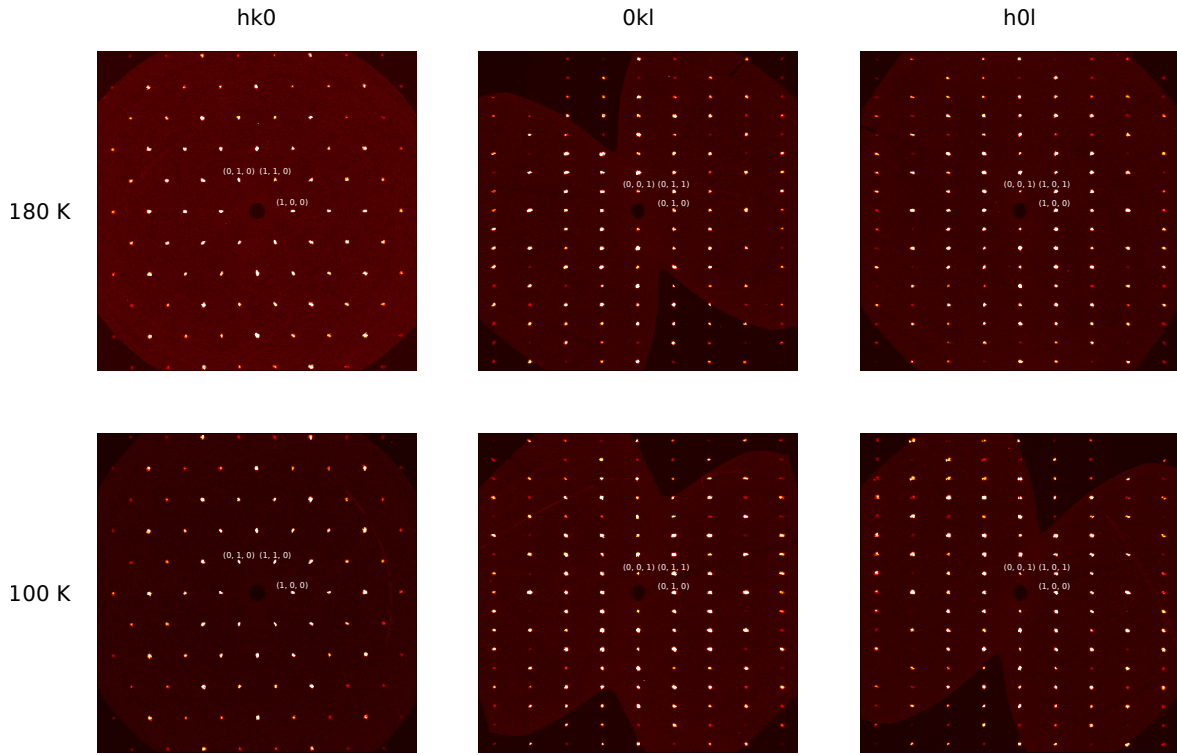 hk0 0kl h0l
180 K
(0, 1, 0) (1, 1, 0)
(1, 0, 0)
(0, 0, 1) (0, 1, 1)
(0, 1, 0)
(0, 0, 1) (1, 0, 1)
(1, 0, 0)
100 K
(0, 1, 0) (1, 1, 0)
(1, 0, 0)
(0, 0, 1) (0, 1, 1)
(0, 1, 0)
(0, 0, 1) (1, 0, 1)
(1, 0, 0)